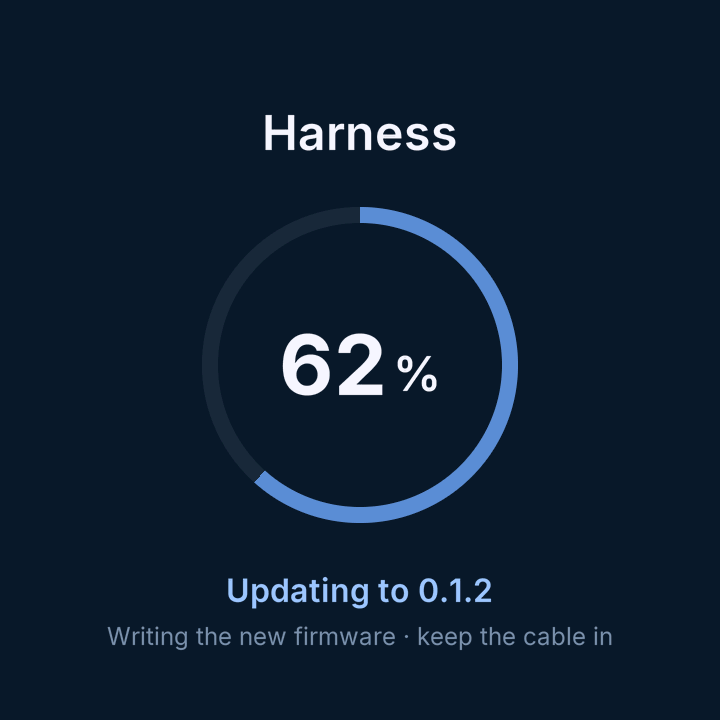 Harness
62 %
Updating to 0.1.2
Writing the new firmware · keep the cable in